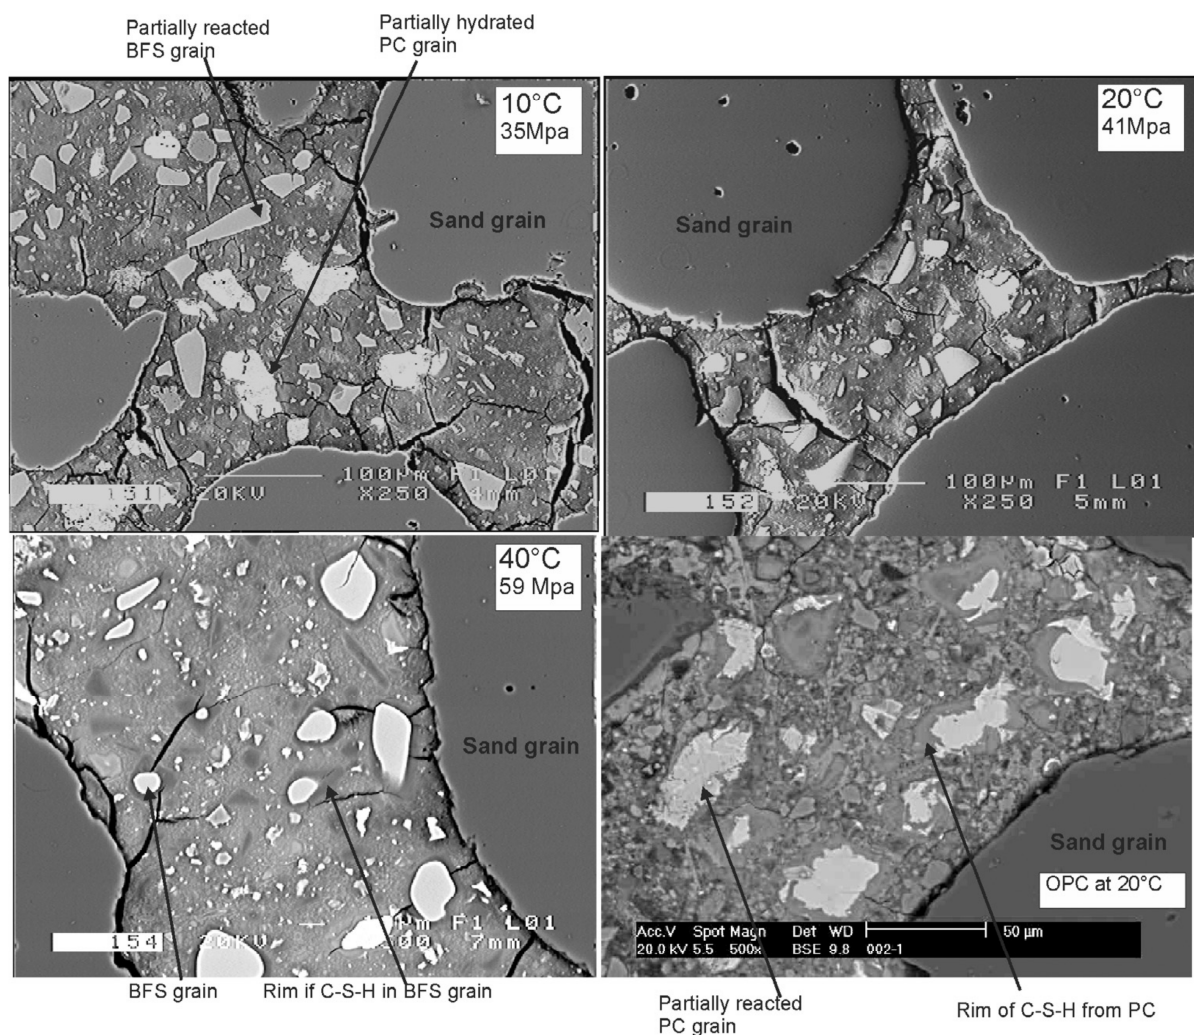 Partially reacted
BFS grain
Partially hydrated
PC grain
10°C
35Mpa
Sand grain
100µm F1 L01
151 20KV X250 4mm
20°C
41Mpa
Sand grain
100µm F1 L01
152 20KV X250 5mm
40°C
59 Mpa
Sand grain
µm F1 L01
154 20KV 7mm
BFS grain
Rim if C-S-H in BFS grain
Sand grain
OPC at 20°C
Acc.V Spot Magn Det WD 50 µm
20.0 kV 5.5 500x BSE 9.8 002-1
Partially reacted
PC grain
Rim of C-S-H from PC